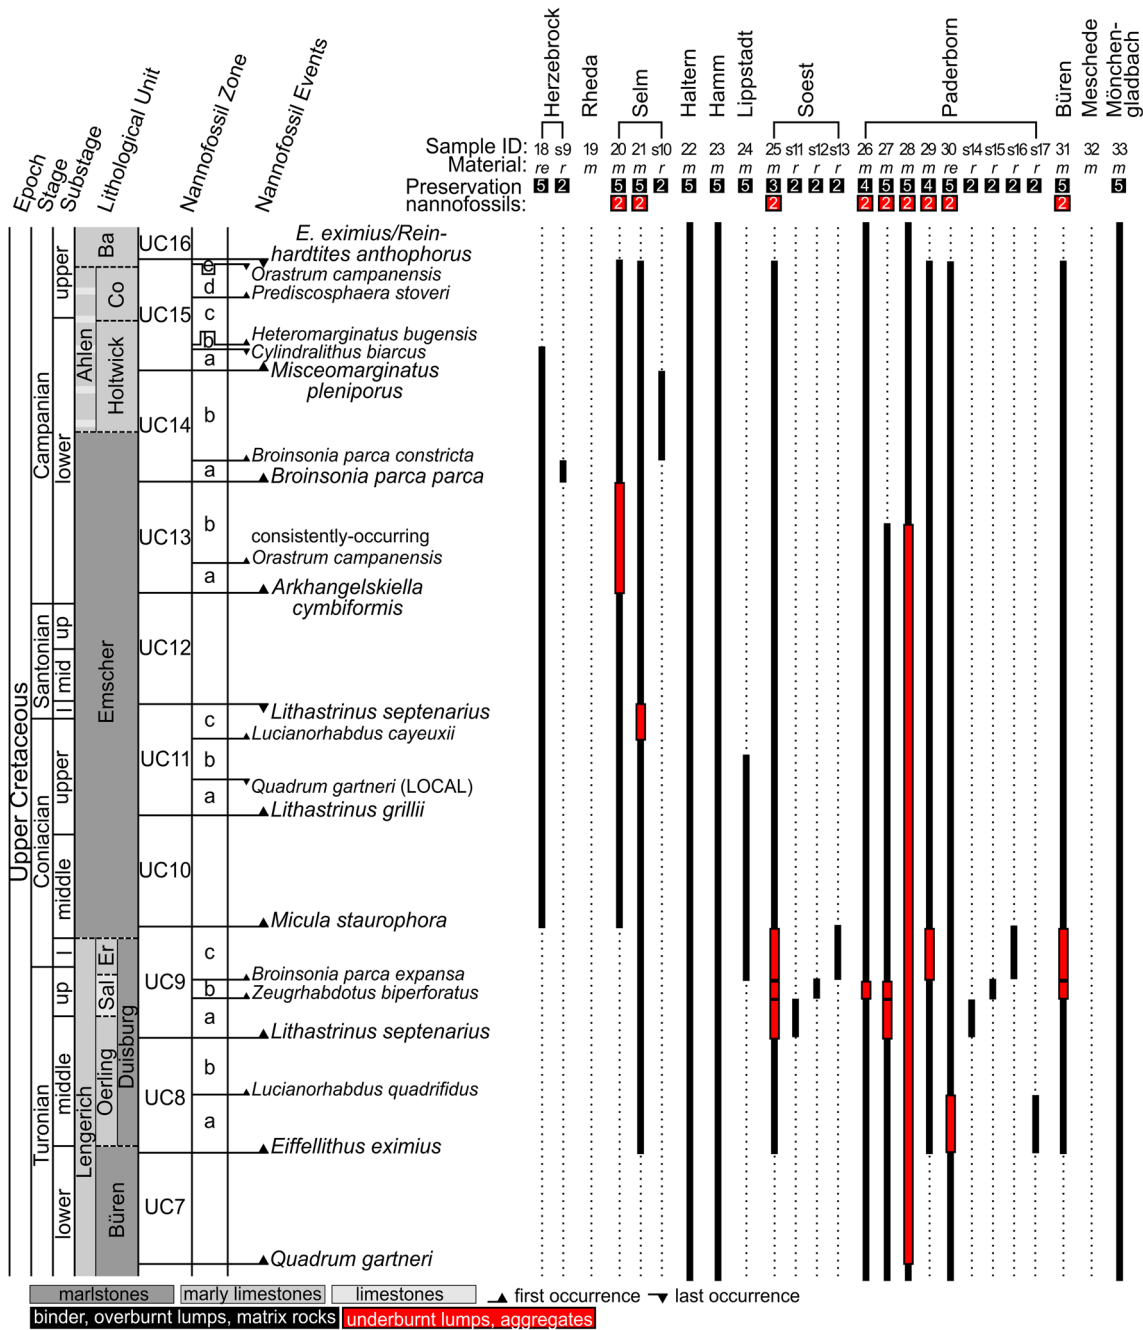 Epoch
Stage
Substage
Lithological Unit
Nannofossil Zone
Nannofossil Events
Herzebrock
Rheda
Selm
Haltern
Hamm
Lippstadt
Soest
Paderborn
Büren
Meschede
Mönchen-
gladbach
Sample ID: 18 s9 19 20 21 s10 22 23 24 25 s11 s12 s13 26 27 28 29 30 s14 s15 s16 s17 31 32 33
Material: re r m m m r m m m m r r r m m m m re r r r r m m m
Preservation 5 2 5 5 2 5 5 5 3 2 2 2 4 5 5 4 5 2 2 2 2 5 5
nannofossils: 2 2 2 2 2 2 2 2 2
Upper Cretaceous
Campanian
Santonian
Coniacian
Turonian
upper
lower
up
mid
l
upper
middle
l
up
middle
lower
Ba
Co
Ahlen
Holtwick
Emscher
Er
Sal
Oerling
Duisburg
Lengerich
Büren
UC16
UC15
UC14
UC13
UC12
UC11
UC10
UC9
UC8
UC7
e
d
c
b
a
b
a
b
a
c
b
a
c
b
a
b
a
E. eximius/Rein-
hardtites anthophorus
Orastrum campanensis
Prediscosphaera stoveri
Heteromarginatus bugensis
Cylindralithus biarcus
Misceomarginatus
pleniporus
Broinsonia parca constricta
Broinsonia parca parca
consistently-occurring
Orastrum campanensis
Arkhangelskiella
cymbiformis
Lithastrinus septenarius
Lucianorhabdus cayeuxii
Quadrum gartneri (LOCAL)
Lithastrinus grillii
Micula staurophora
Broinsonia parca expansa
Zeugrhabdotus biperforatus
Lithastrinus septenarius
Lucianorhabdus quadrifidus
Eiffellithus eximius
Quadrum gartneri
marlstones
marly limestones
limestones
first occurrence
last occurrence
binder, overburnt lumps, matrix rocks
underburnt lumps, aggregates